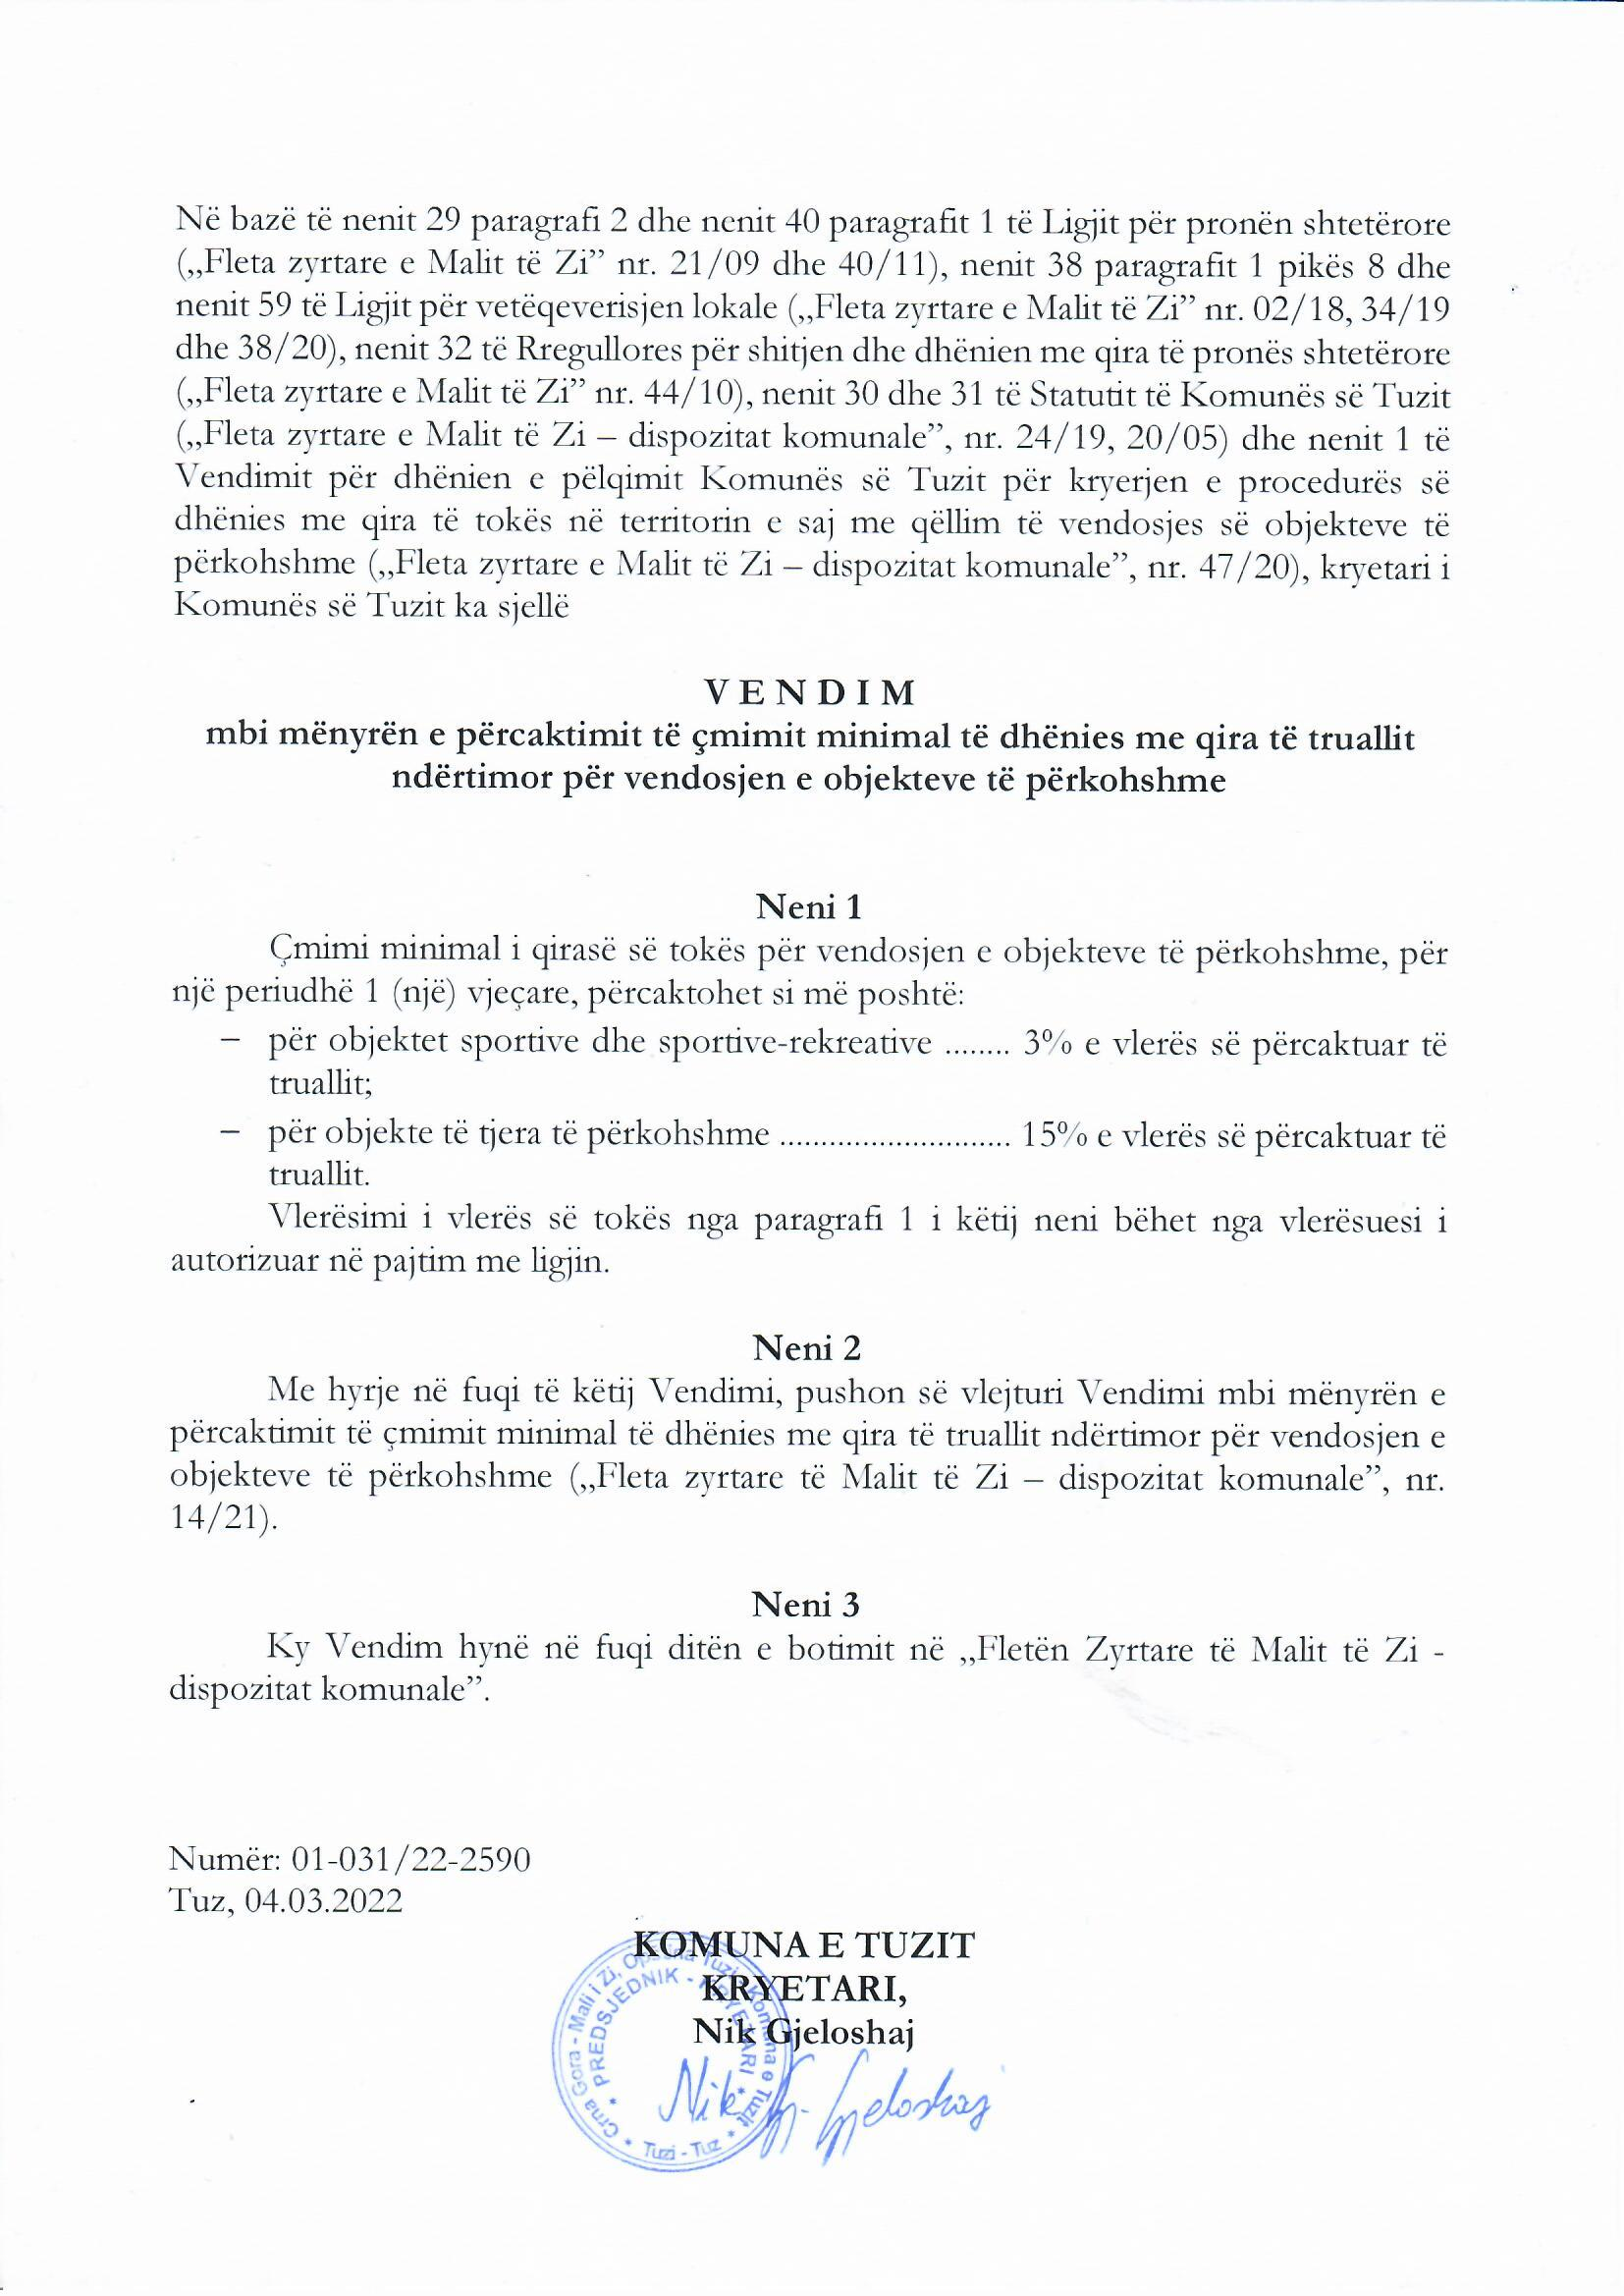 Në bazë të nenit 29 paragrafi 2 dhe nenit 40 paragrafit 1 të Ligjit për pronën shtetërore
(„Fleta zyrtare e Malit të Zi” nr. 21/09 dhe 40/11), nenit 38 paragrafit 1 pikës 8 dhe
nenit 59 të Ligjit për vetëqeverisjen lokale („Fleta zyrtare e Malit të Zi” nr. 02/18, 34/19
dhe 38/20), nenit 32 të Rregullores për shitjen dhe dhënien me qira të pronës shtetërore
(„Fleta zyrtare e Malit të Zi” nr. 44/10), nenit 30 dhe 31 të Statutit të Komunës së Tuzit
(„Fleta zyrtare e Malit të Zi – dispozitat komunale”, nr. 24/19, 20/05) dhe nenit 1 të
Vendimit për dhënien e pëlqimit Komunës së Tuzit për kryerjen e procedurës së
dhënies me qira të tokës në territorin e saj me qëllim të vendosjes së objekteve të
përkohshme („Fleta zyrtare e Malit të Zi – dispozitat komunale”, nr. 47/20), kryetari i
Komunës së Tuzit ka sjellë
V E N D I M
mbi mënyrën e përcaktimit të çmimit minimal të dhënies me qira të truallit
ndërtimor për vendosjen e objekteve të përkohshme
Neni 1
Çmimi minimal i qirasë së tokës për vendosjen e objekteve të përkohshme, për
një periudhë 1 (një) vjeçare, përcaktohet si më poshtë:
– për objektet sportive dhe sportive-rekreative ........ 3% e vlerës së përcaktuar të
truallit;
– për objekte të tjera të përkohshme ............................ 15% e vlerës së përcaktuar të
truallit.
Vlerësimi i vlerës së tokës nga paragrafi 1 i këtij neni bëhet nga vlerësuesi i
autorizuar në pajtim me ligjin.
Neni 2
Me hyrje në fuqi të këtij Vendimi, pushon së vlejturi Vendimi mbi mënyrën e
përcaktimit të çmimit minimal të dhënies me qira të truallit ndërtimor për vendosjen e
objekteve të përkohshme („Fleta zyrtare të Malit të Zi – dispozitat komunale”, nr.
14/21).
Neni 3
Ky Vendim hynë në fuqi ditën e botimit në „Fletën Zyrtare të Malit të Zi -
dispozitat komunale”.
Numër: 01-031/22-2590
Tuz, 04.03.2022
KOMUNA E TUZIT
KRYETARI,
Nik Gjeloshaj
Crna Gora - Mali i Zi, Opština Tuzi - Komuna e Tuzit
PREDSJEDNIK - KRYETARI
Tuzi - Tuz
Nik Gjeloshaj